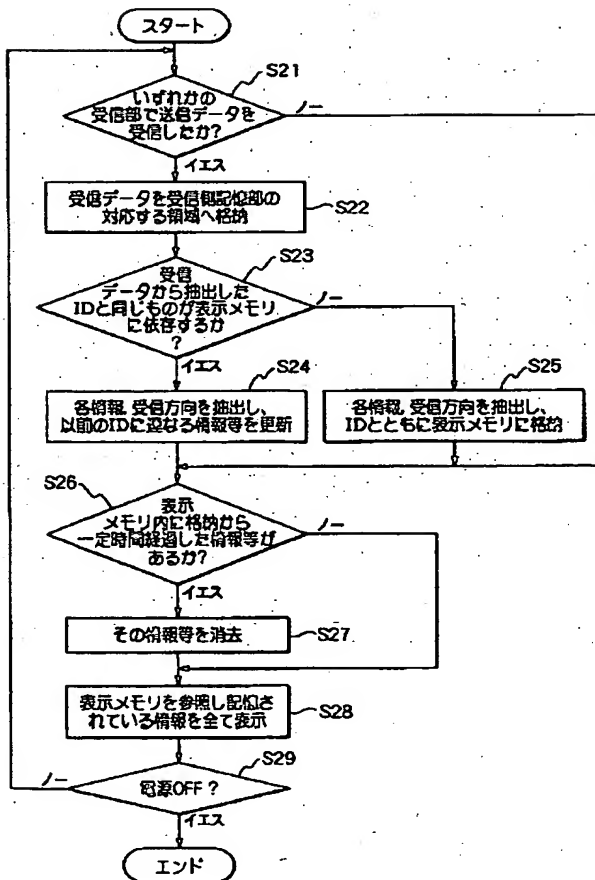 スタート
S21
いずれかの
受信部で送信データを
受信したか?
ノー
イエス
受信データを受信側記憶部の
対応する領域へ格納
S22
S23
受信
データから抽出した
IDと同じものが表示メモリ
に依存するか
?
ノー
イエス
S24
各情報,受信方向を抽出し、
以前のIDに連なる情報等を更新
S25
各情報,受信方向を抽出し、
IDとともに表示メモリに格納
S26
表示
メモリ内に格納から
一定時間経過した情報等が
あるか?
ノー
イエス
その情報等を消去
S27
表示メモリを参照し記憶さ
れている情報を全て表示
S28
S29
電源OFF?
ノー
イエス
エンド